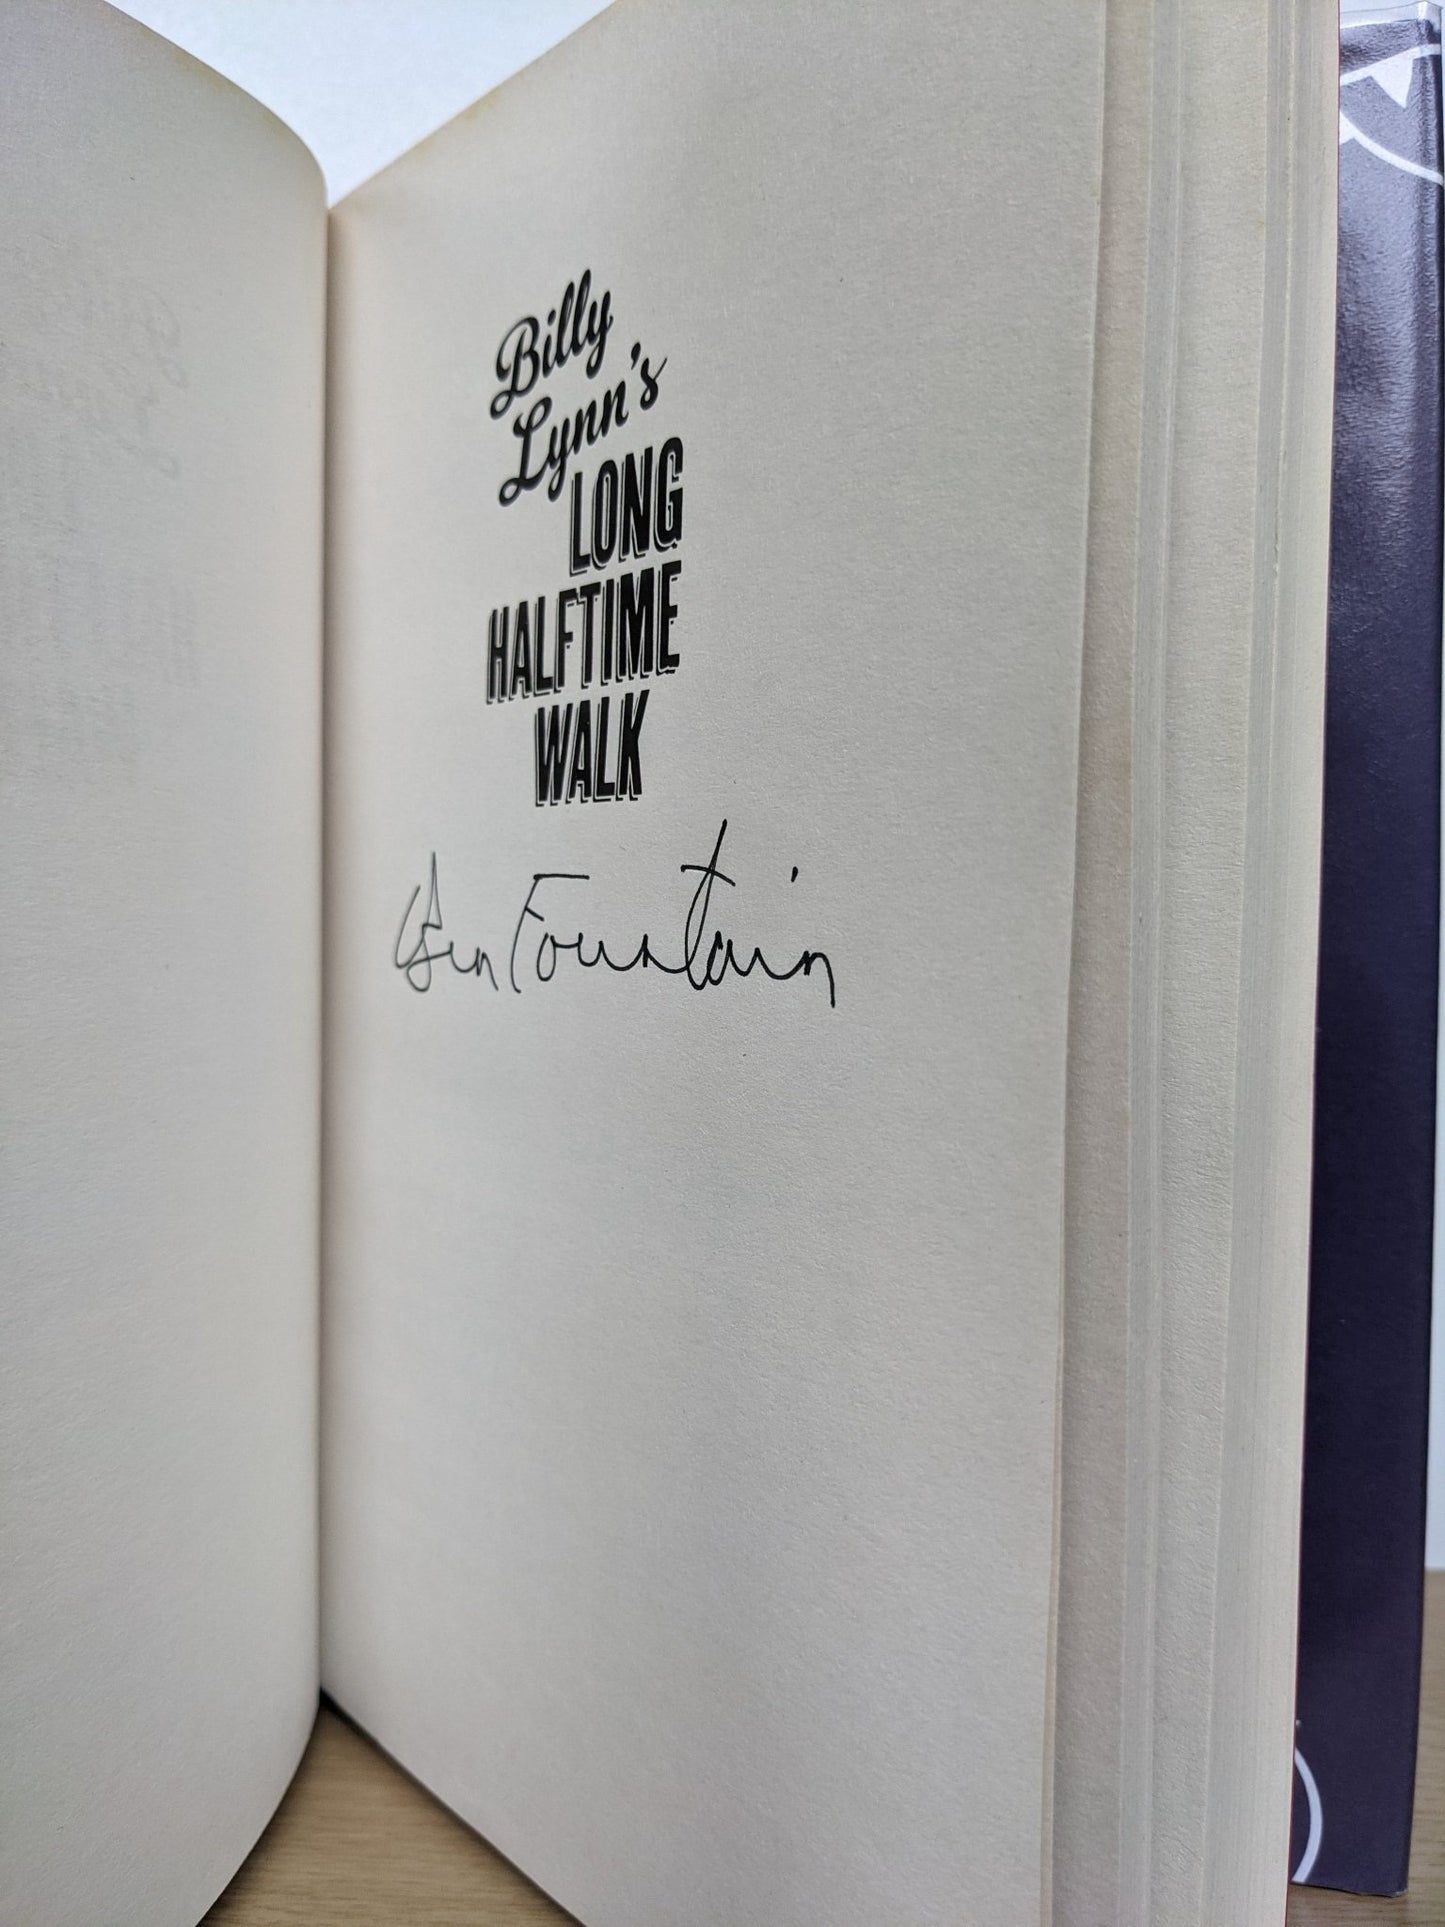 Billy
Lynn's
LONG
HALFTIME
WALK
Ben Fountain